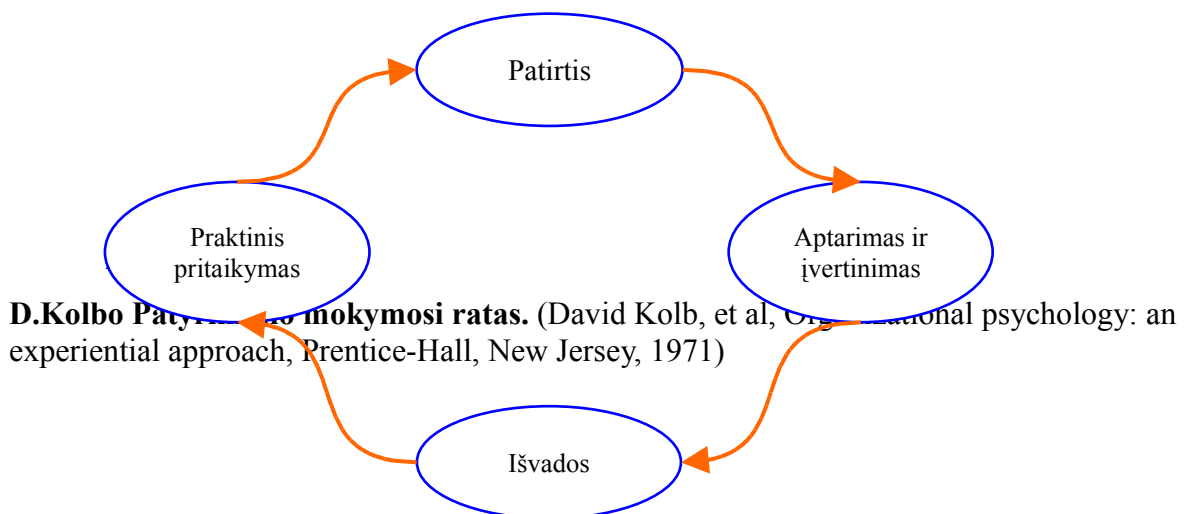 Patirtis
Praktinis
pritaikymas
Aptarimas ir
įvertinimas
D.Kolbo mokymosi ratas. (David Kolb, et al, psychology: an
experiential approach, Prentice-Hall, New Jersey, 1971)
Išvados